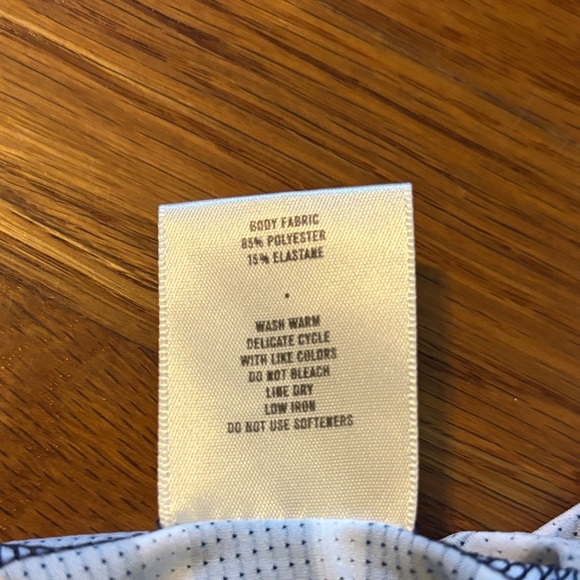 BODY FABRIC
85% POLYESTER
15% ELASTANE
WASH WARM
DELICATE CYCLE
WITH LIKE COLORS
DO NOT BLEACH
LINE DRY
LOW IRON
DO NOT USE SOFTENERS